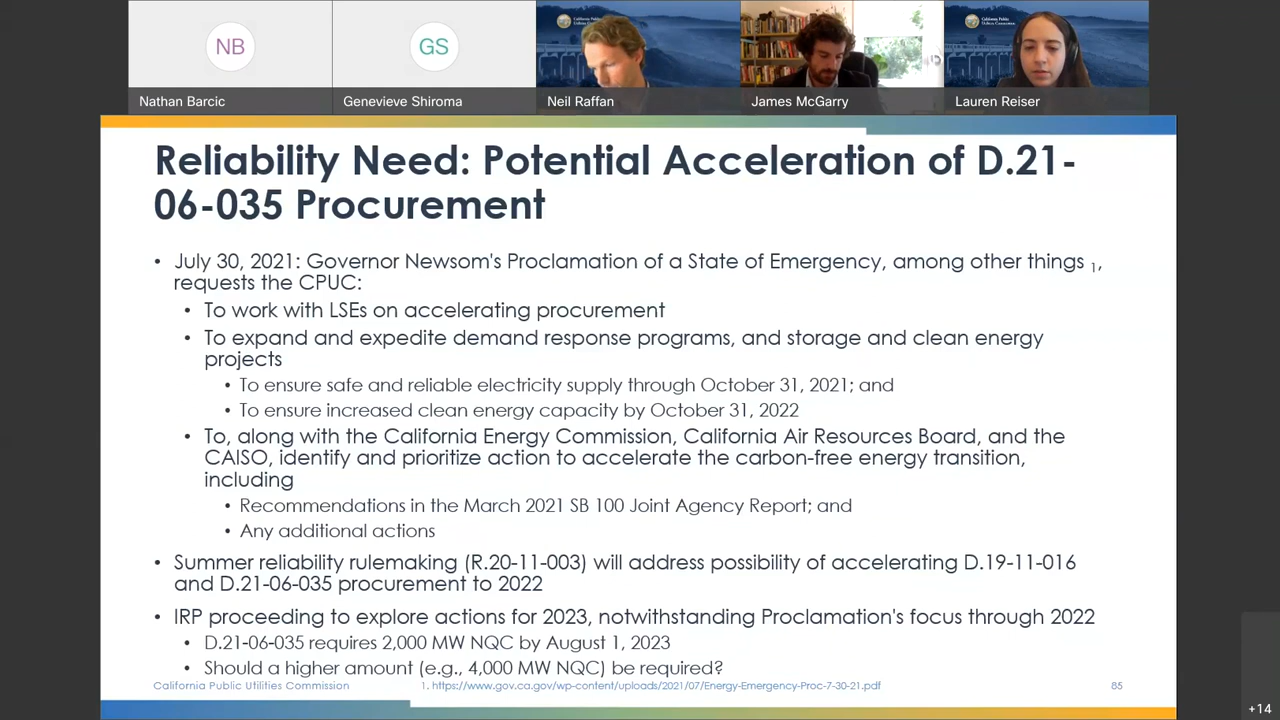 NB
GS
California Public
Utilities Commission
California Public
Utilities Commission
Nathan Barcic
Genevieve Shiroma
Neil Raffan
James McGarry
Lauren Reiser
Reliability Need: Potential Acceleration of D.21-
06-035 Procurement
• July 30, 2021: Governor Newsom's Proclamation of a State of Emergency, among other things 1,
requests the CPUC:
• To work with LSEs on accelerating procurement
• To expand and expedite demand response programs, and storage and clean energy
projects
• To ensure safe and reliable electricity supply through October 31, 2021; and
• To ensure increased clean energy capacity by October 31, 2022
• To, along with the California Energy Commission, California Air Resources Board, and the
CAISO, identify and prioritize action to accelerate the carbon-free energy transition,
including
• Recommendations in the March 2021 SB 100 Joint Agency Report; and
• Any additional actions
• Summer reliability rulemaking (R.20-11-003) will address possibility of accelerating D.19-11-016
and D.21-06-035 procurement to 2022
• IRP proceeding to explore actions for 2023, notwithstanding Proclamation's focus through 2022
• D.21-06-035 requires 2,000 MW NQC by August 1, 2023
• Should a higher amount (e.g., 4,000 MW NQC) be required?
California Public Utilities Commission
1. https://www.gov.ca.gov/wp-content/uploads/2021/07/Energy-Emergency-Proc-7-30-21.pdf
85
+14